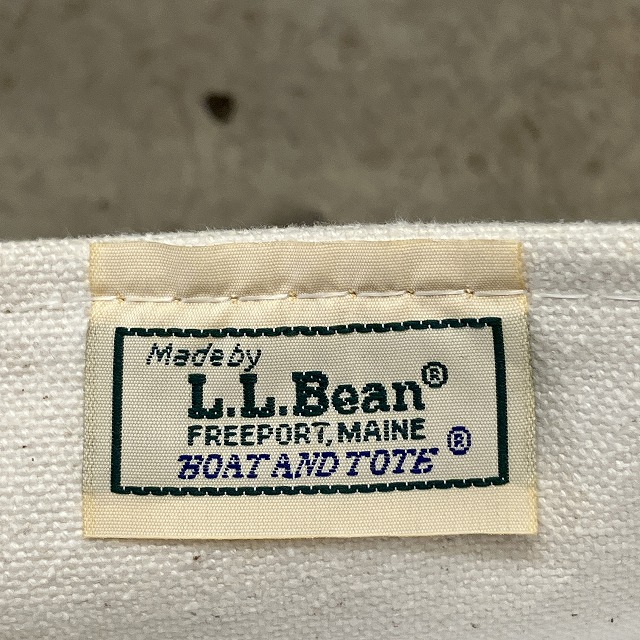 Made by
L.L.Bean®
FREEPORT, MAINE
BOAT AND TOTE ®